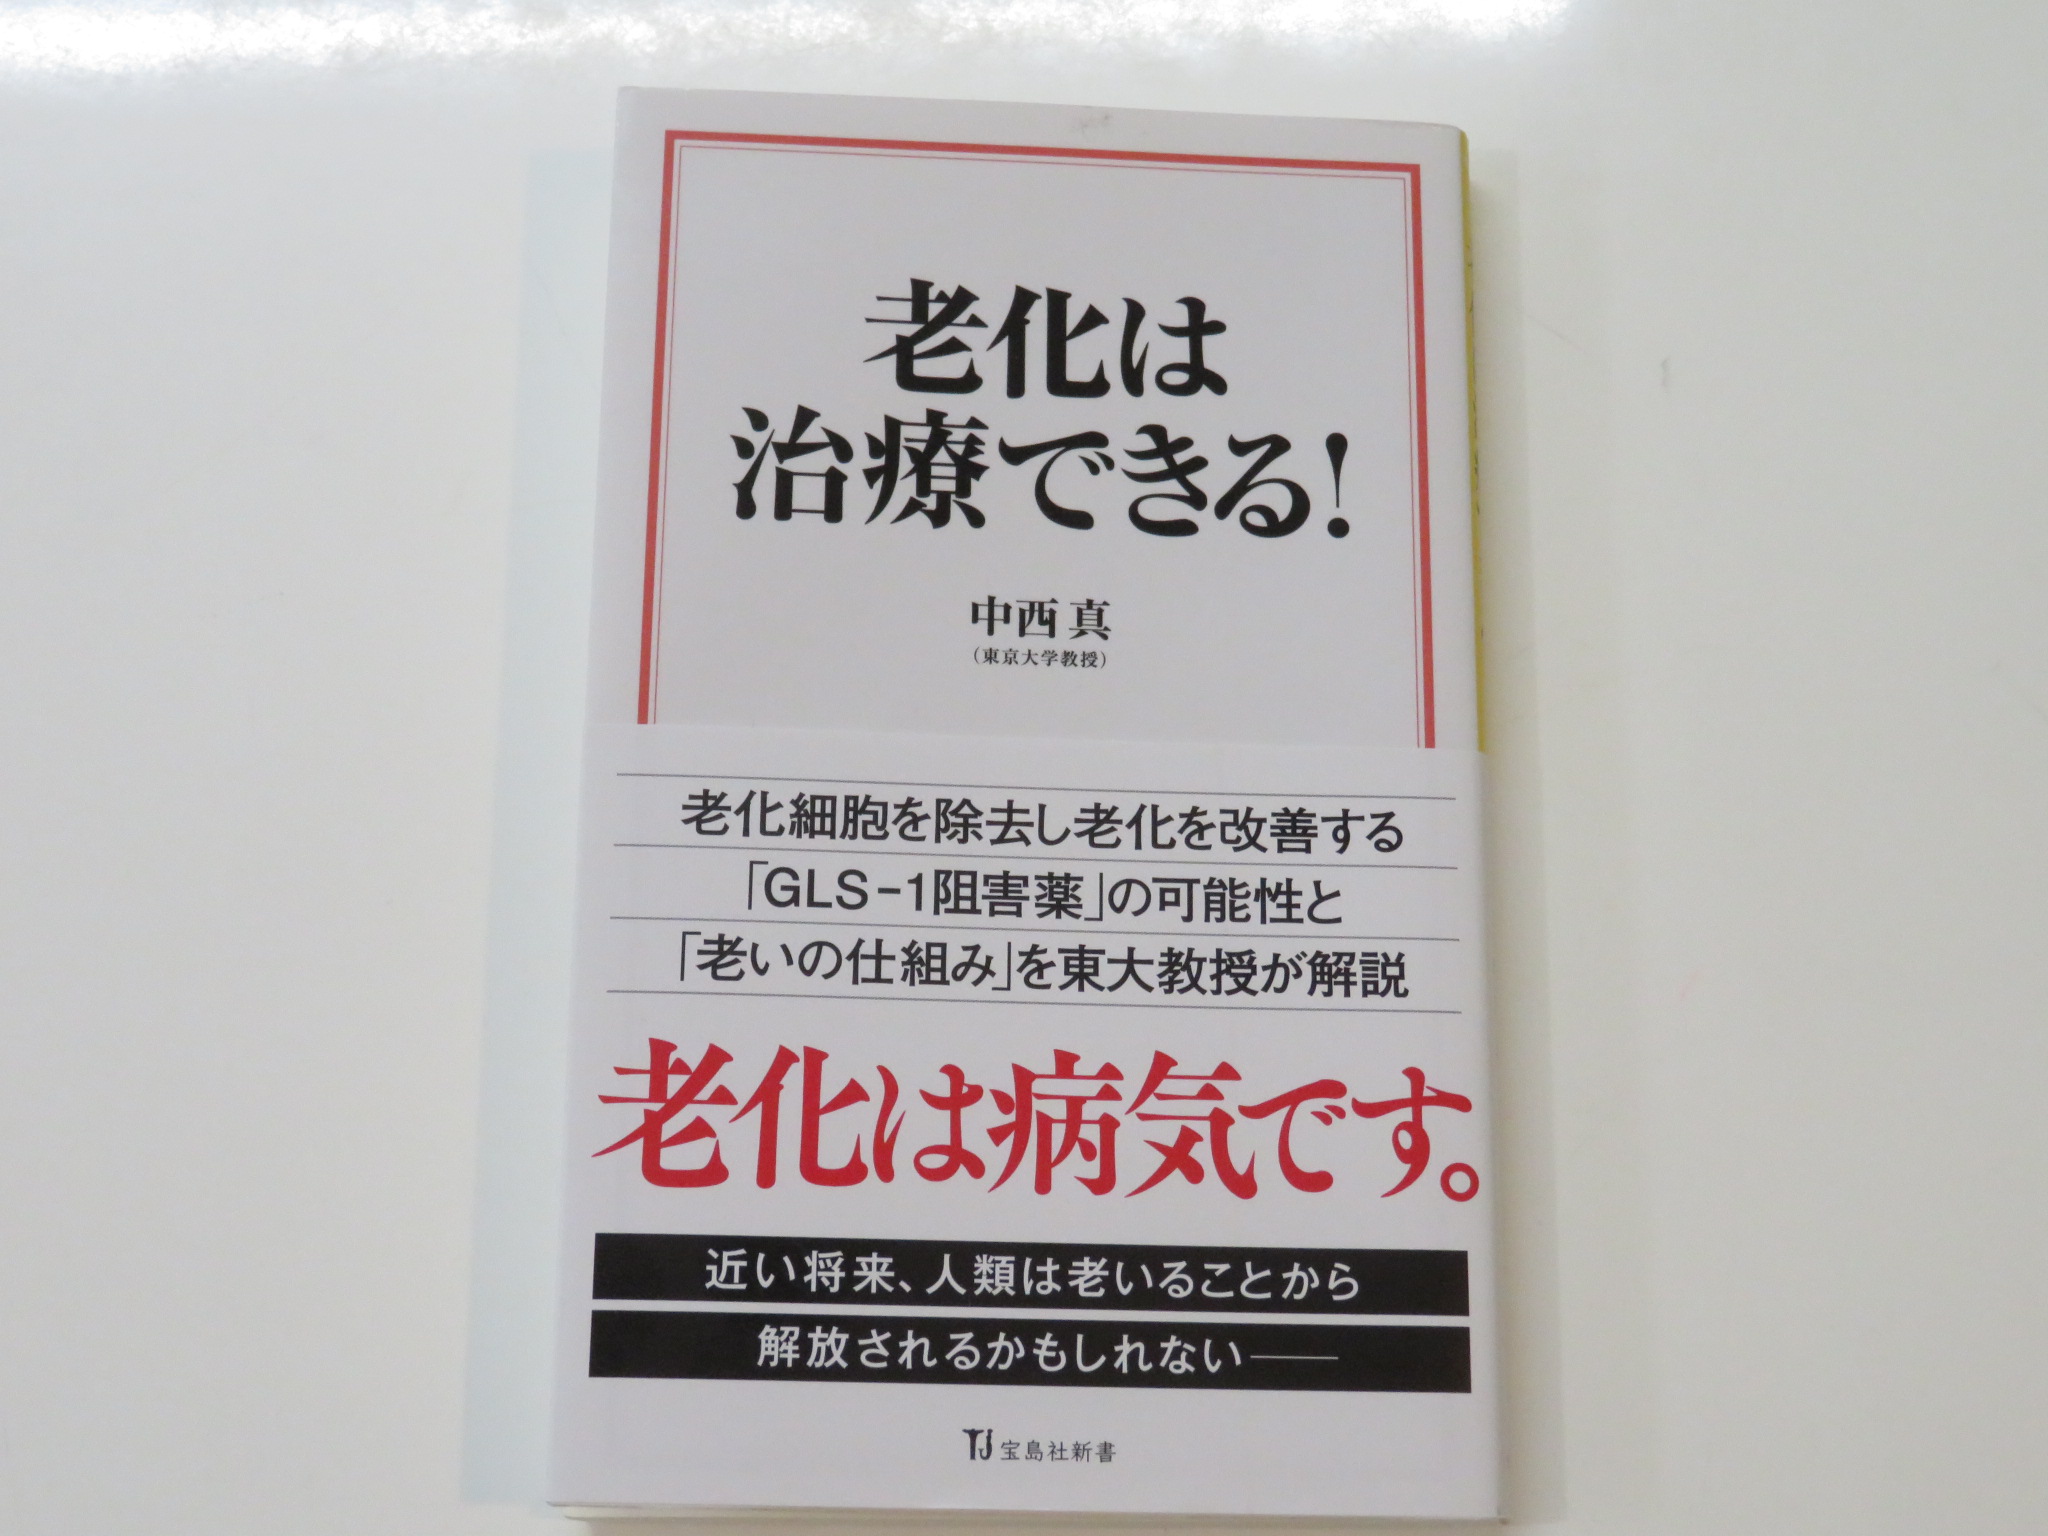 老化は
治療できる!
中西 真
(東京大学教授)
老化細胞を除去し老化を改善する
「GLS-1阻害薬」の可能性と
「老いの仕組み」を東大教授が解説
老化は病気です。
近い将来、人類は老いることから
解放されるかもしれない――
TJ 宝島社新書